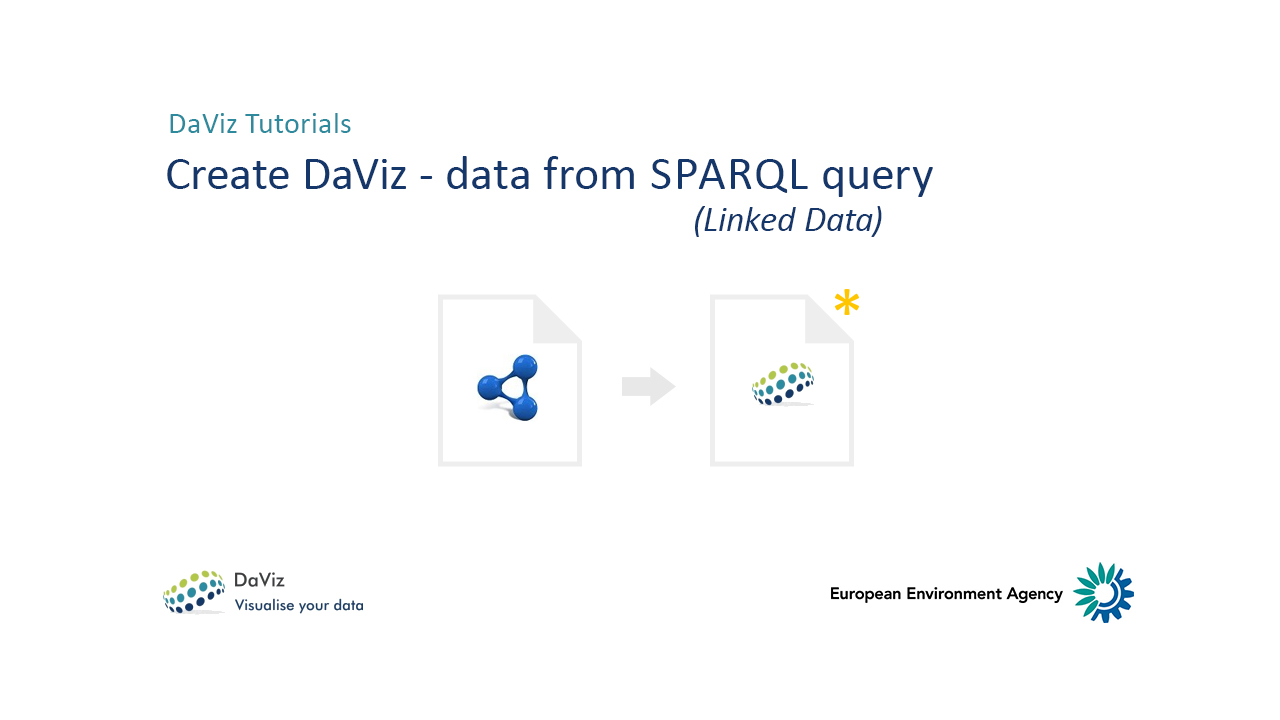 DaViz Tutorials
Create DaViz - data from SPARQL query
(Linked Data)
*
DaViz
Visualise your data
European Environment Agency